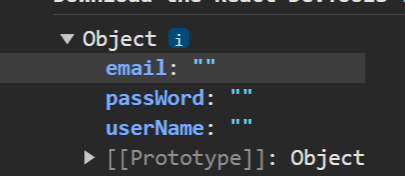 ▼ Object i
email: ""
passWord: ""
userName: ""
▶ [[Prototype]]: Object